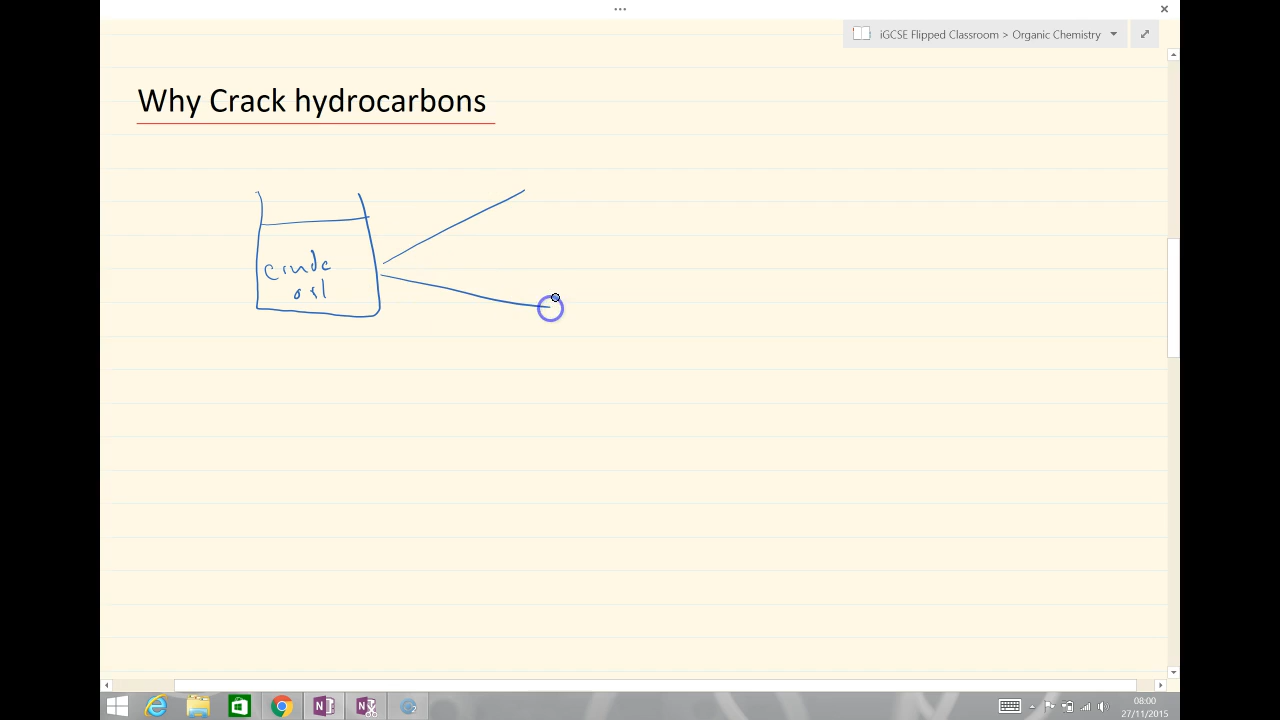 iGCSE Flipped Classroom > Organic Chemistry
Why Crack hydrocarbons
crude
oil
08:00
27/11/2015